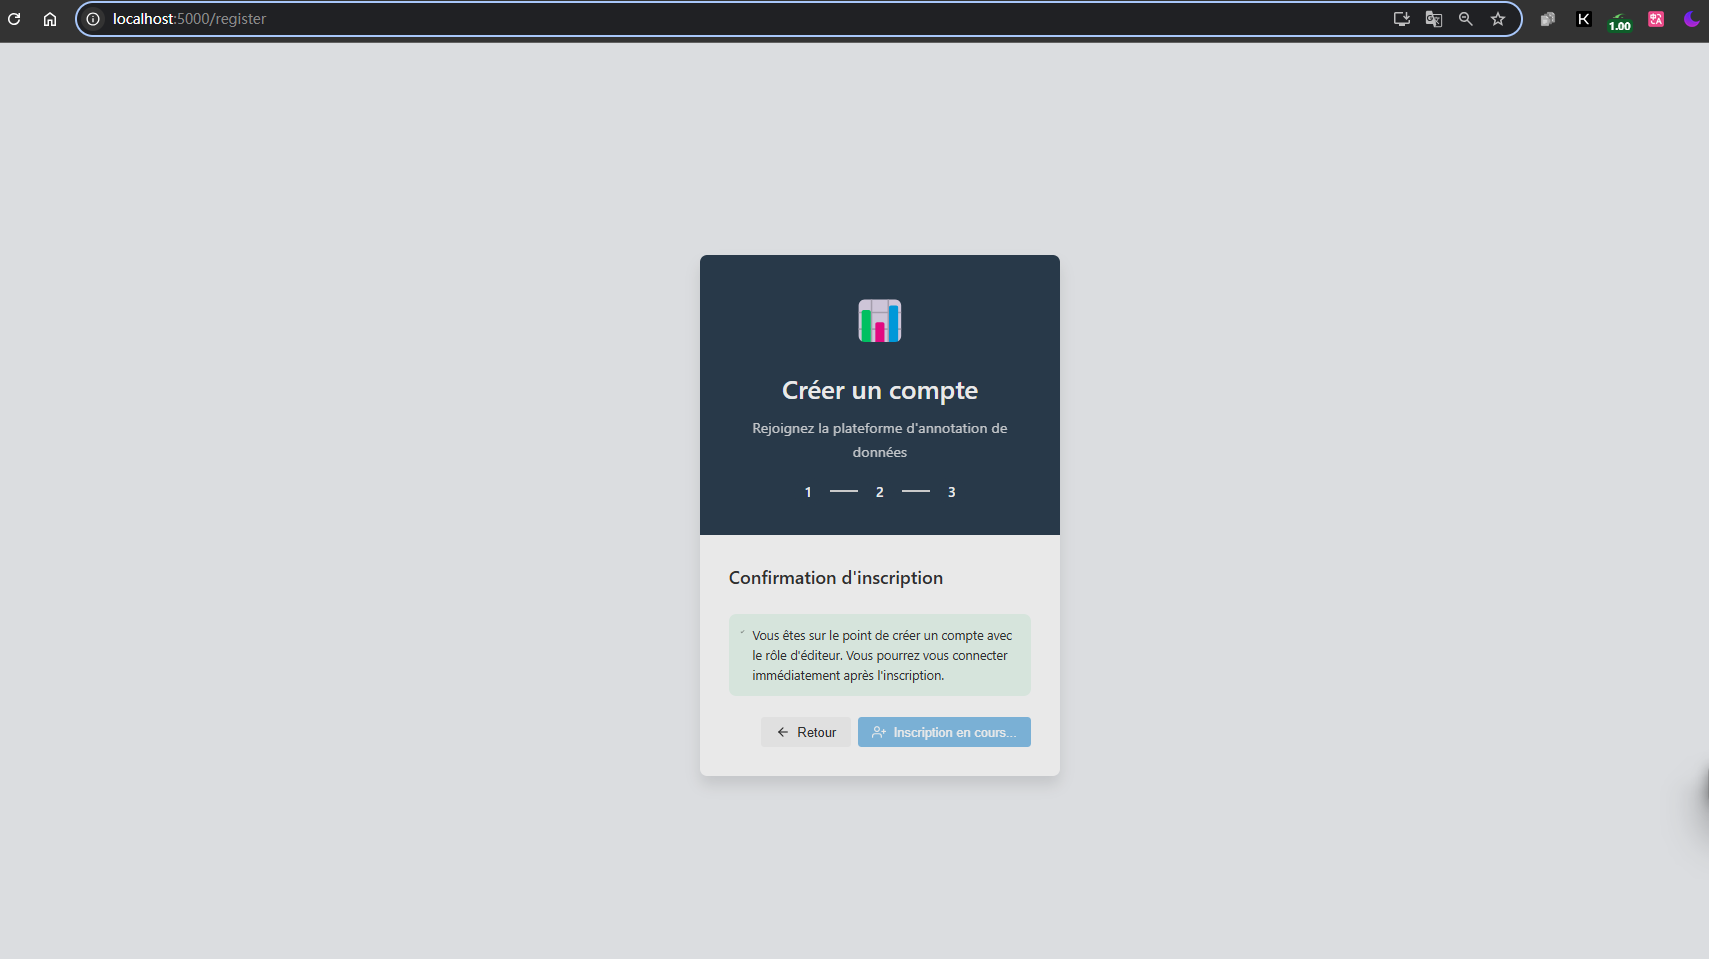 localhost:5000/register
1.00
Créer un compte
Rejoignez la plateforme d'annotation de
données
1 2 3
Confirmation d'inscription
Vous êtes sur le point de créer un compte avec
le rôle d'éditeur. Vous pourrez vous connecter
immédiatement après l'inscription.
Retour
Inscription en cours...